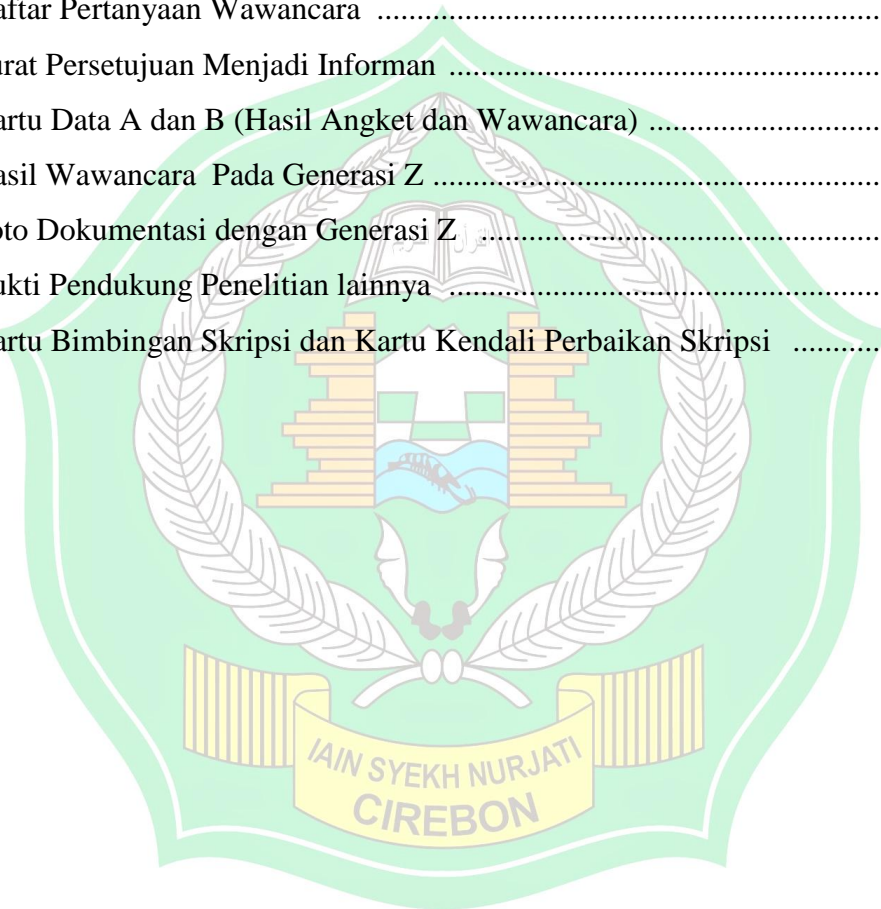 aftar Pertanyaan Wawancara ........................................................................
urat Persetujuan Menjadi Informan ..............................................................
artu Data A dan B (Hasil Angket dan Wawancara) .................................
asil Wawancara Pada Generasi Z ................................................................
oto Dokumentasi dengan Generasi Z .........................................................
ukti Pendukung Penelitian lainnya ..............................................................
artu Bimbingan Skripsi dan Kartu Kendali Perbaikan Skripsi ...........
IAIN SYEKH NURJATI
CIREBON